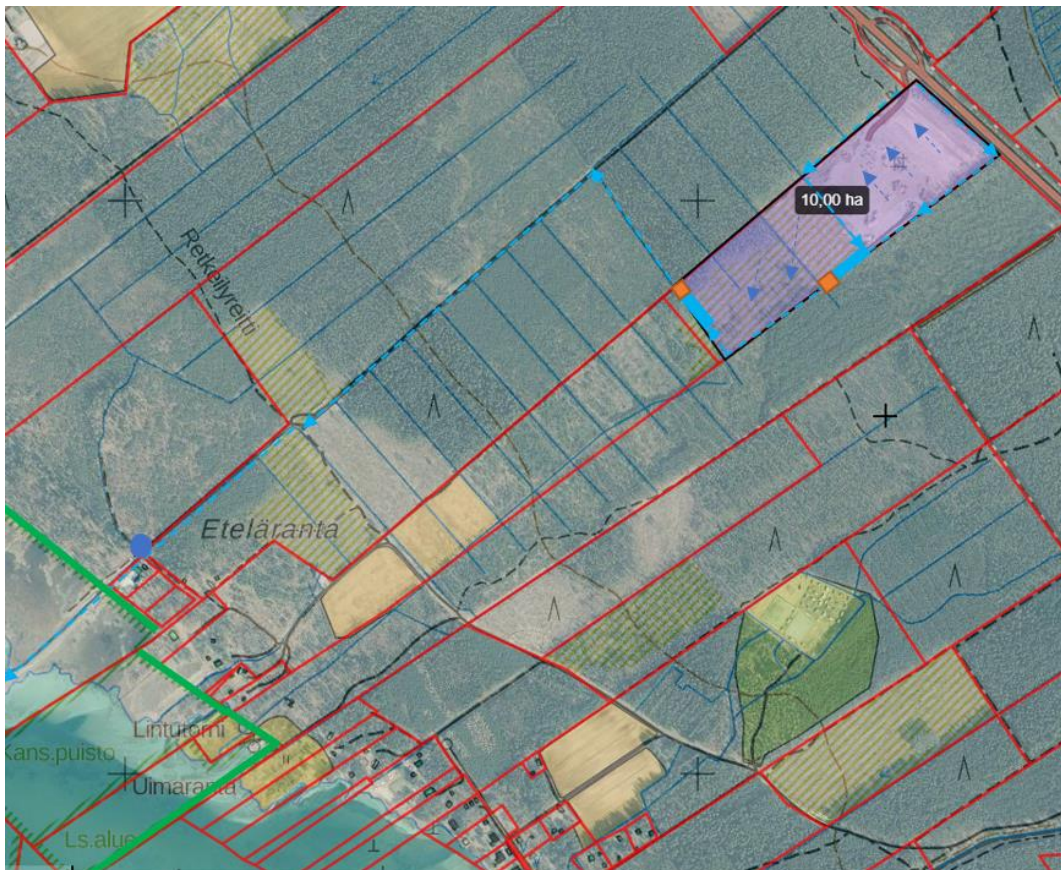 10,00 ha
Retkeilyreitti
Eteläranta
Lintutorni
Kans.puisto
Uimaranta
Ls.alue